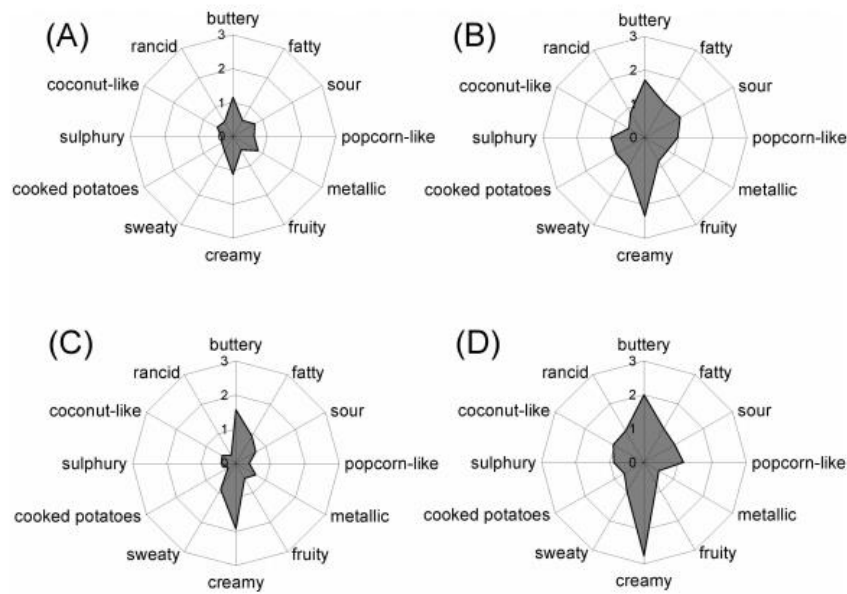 (A)
buttery
3
rancid
fatty
2
coconut-like
sour
1
sulphury
0
popcorn-like
cooked potatoes
metallic
sweaty
fruity
creamy
(B)
buttery
3
rancid
fatty
2
coconut-like
sour
1
sulphury
0
popcorn-like
cooked potatoes
metallic
sweaty
fruity
creamy
(C)
buttery
3
rancid
fatty
2
coconut-like
sour
1
sulphury
0
popcorn-like
cooked potatoes
metallic
sweaty
fruity
creamy
(D)
buttery
3
rancid
fatty
2
coconut-like
sour
1
sulphury
0
popcorn-like
cooked potatoes
metallic
sweaty
fruity
creamy